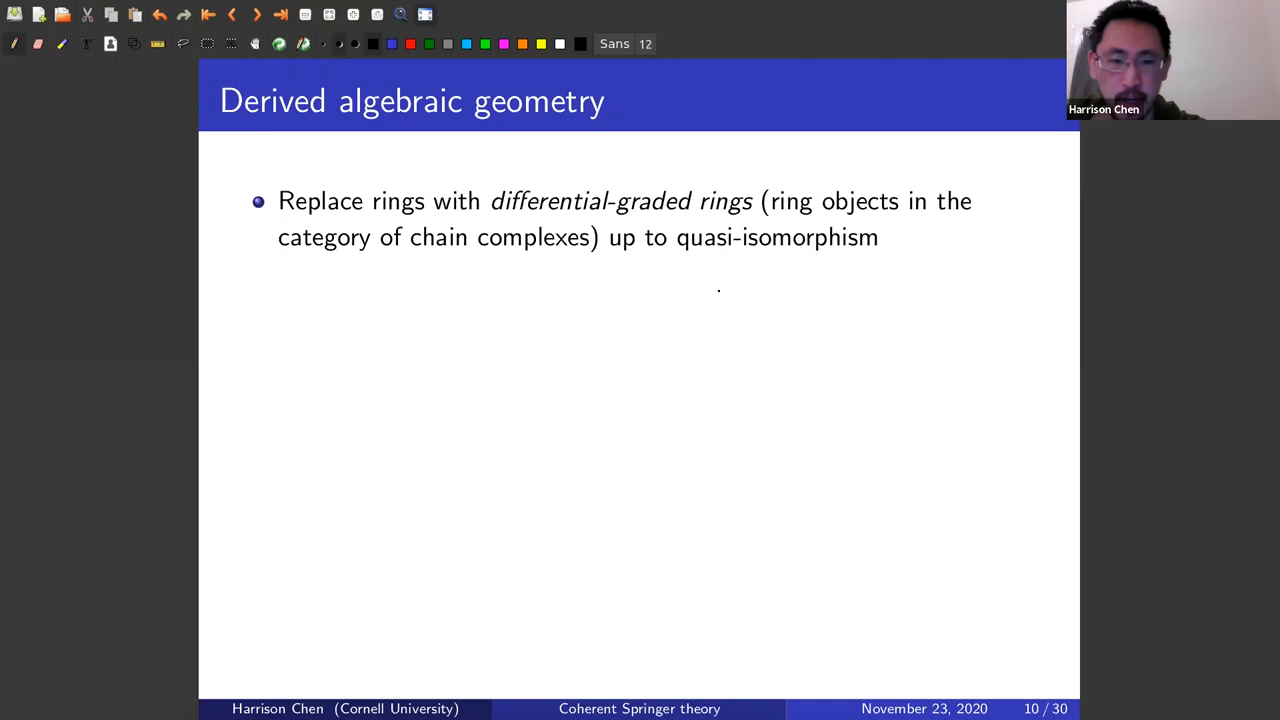 Sans 12
Harrison Chen
Derived algebraic geometry
Replace rings with differential-graded rings (ring objects in the
category of chain complexes) up to quasi-isomorphism
Harrison Chen (Cornell University) Coherent Springer theory November 23, 2020 10 / 30